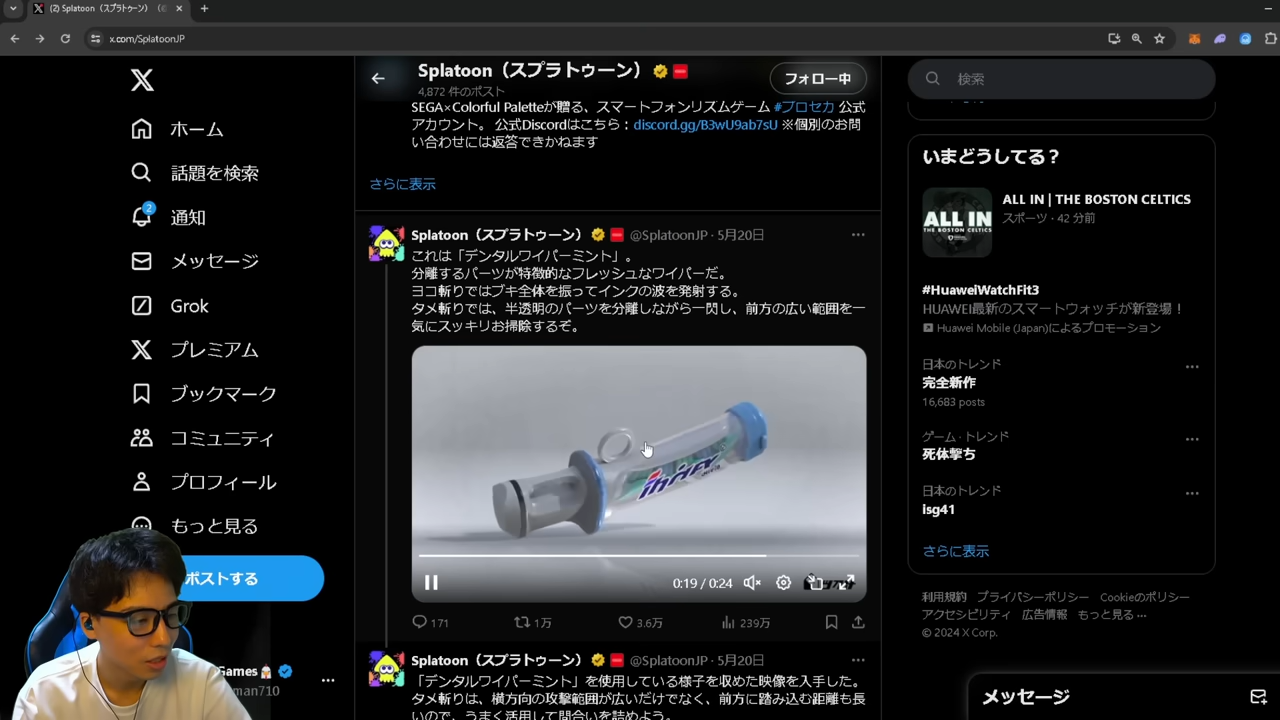 (2) Splatoon（スプラトゥーン）
x.com/SplatoonJP
ホーム
話題を検索
2
通知
メッセージ
Grok
プレミアム
ブックマーク
コミュニティ
プロフィール
もっと見る
ポストする
Games
man710
Splatoon（スプラトゥーン）
4,872 件のポスト
フォロー中
SEGA×Colorful Paletteが贈る、スマートフォンリズムゲーム #プロセカ 公式
アカウント。 公式Discordはこちら：discord.gg/B3wU9ab7sU ※個別のお問
い合わせには返答できかねます
さらに表示
Splatoon（スプラトゥーン） @SplatoonJP · 5月20日
これは「デンタルワイパーミント」。
分離するパーツが特徴的なフレッシュなワイパーだ。
ヨコ斬りではブキ全体を振ってインクの波を発射する。
タメ斬りでは、半透明のパーツを分離しながら一閃し、前方の広い範囲を一
気にスッキリお掃除するぞ。
0:19 / 0:24
171
1万
3.6万
239万
Splatoon（スプラトゥーン） @SplatoonJP · 5月20日
「デンタルワイパーミント」を使用している様子を収めた映像を入手した。
タメ斬りは、横方向の攻撃範囲が広いだけでなく、前方に踏み込む距離も長
いので、うまく活用して間合いを詰めよう。
検索
いまどうしてる？
ALL IN
ALL IN | THE BOSTON CELTICS
スポーツ · 42 分前
#HuaweiWatchFit3
HUAWEI最新のスマートウォッチが新登場！
Huawei Mobile (Japan)によるプロモーション
日本のトレンド
完全新作
16,683 posts
ゲーム · トレンド
死体撃ち
日本のトレンド
isg41
さらに表示
利用規約 プライバシーポリシー Cookieのポリシー
アクセシビリティ 広告情報 もっと見る ···
© 2024 X Corp.
メッセージ